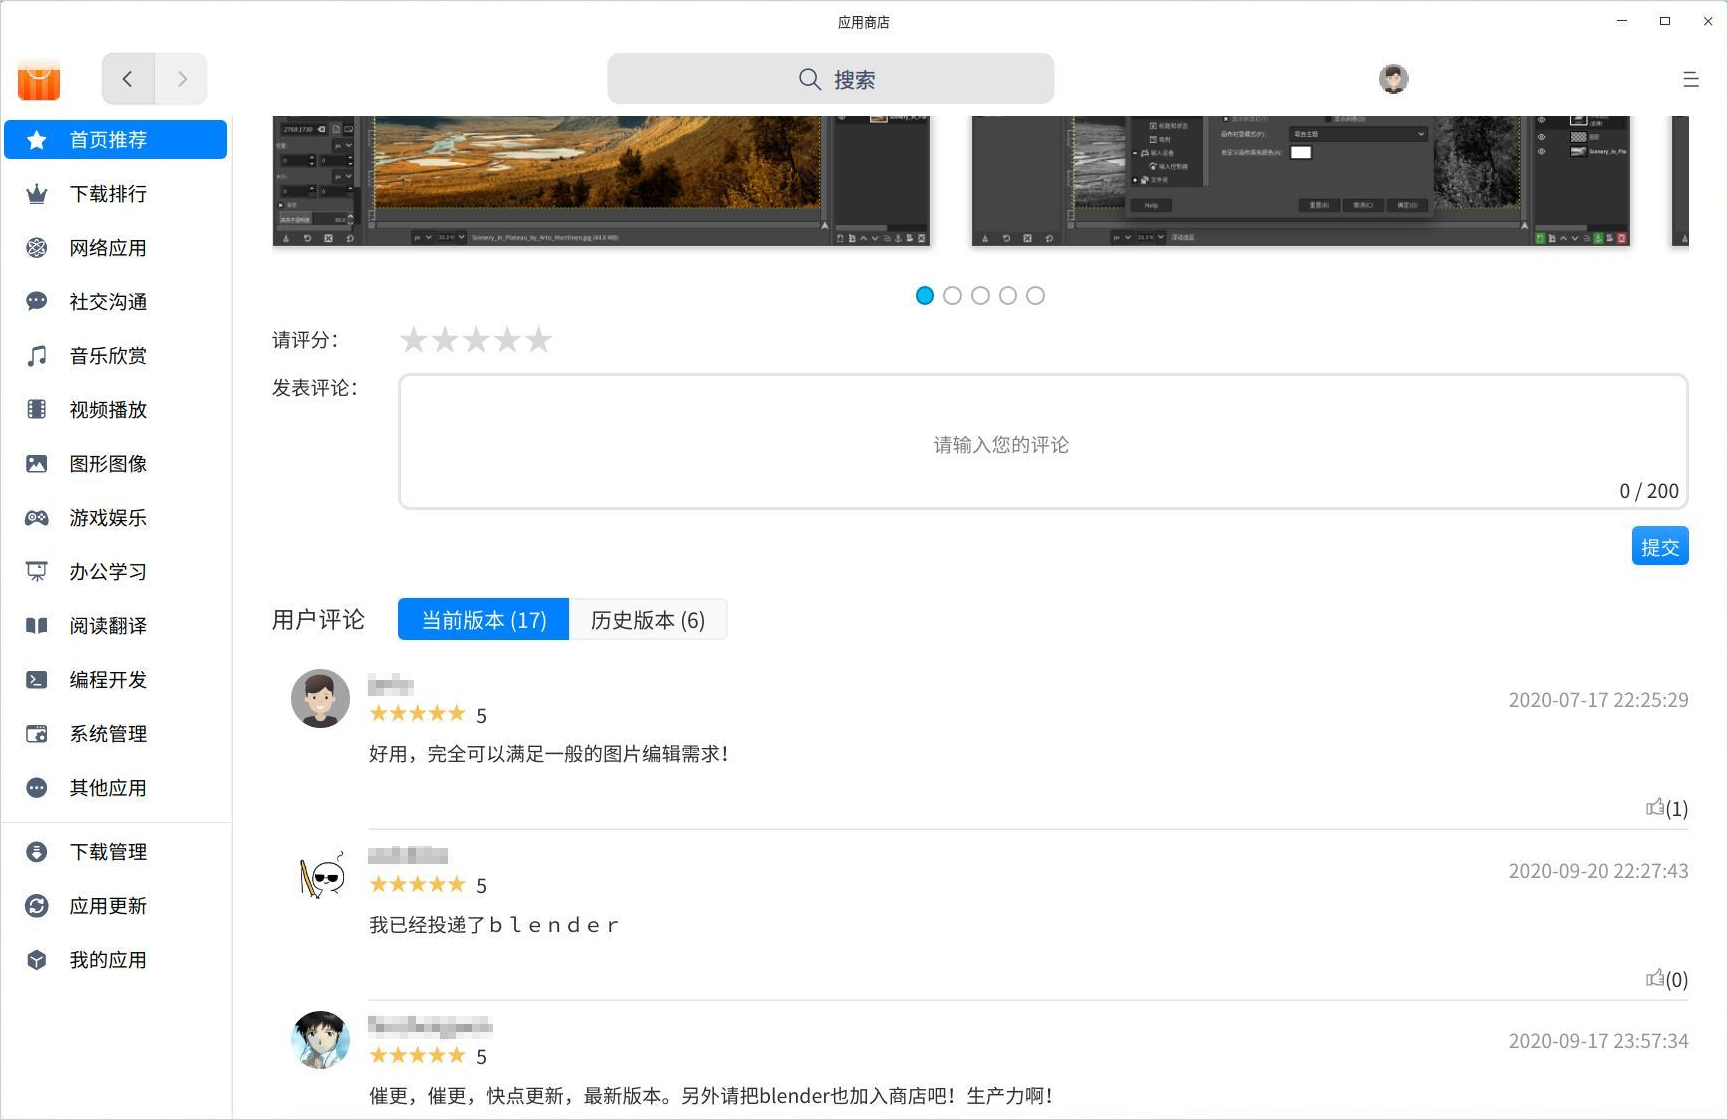 应用商店
搜索
首页推荐
下载排行
网络应用
社交沟通
音乐欣赏
视频播放
图形图像
游戏娱乐
办公学习
阅读翻译
编程开发
系统管理
其他应用
下载管理
应用更新
我的应用
Scenery_in_Plateau_by_Arto_Marttinen.jpg (44.6 MB)
Help
请评分：
发表评论：
请输入您的评论
0 / 200
提交
用户评论
当前版本 (17)
历史版本 (6)
5
2020-07-17 22:25:29
好用，完全可以满足一般的图片编辑需求！
(1)
5
2020-09-20 22:27:43
我已经投递了ｂｌｅｎｄｅｒ
(0)
5
2020-09-17 23:57:34
催更，催更，快点更新，最新版本。另外请把blender也加入商店吧！生产力啊！